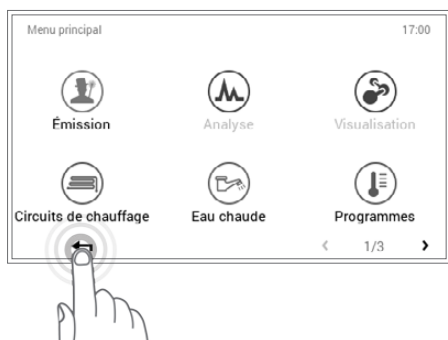 Menu principal 17:00
Émission Analyse Visualisation
Circuits de chauffage Eau chaude Programmes
1/3